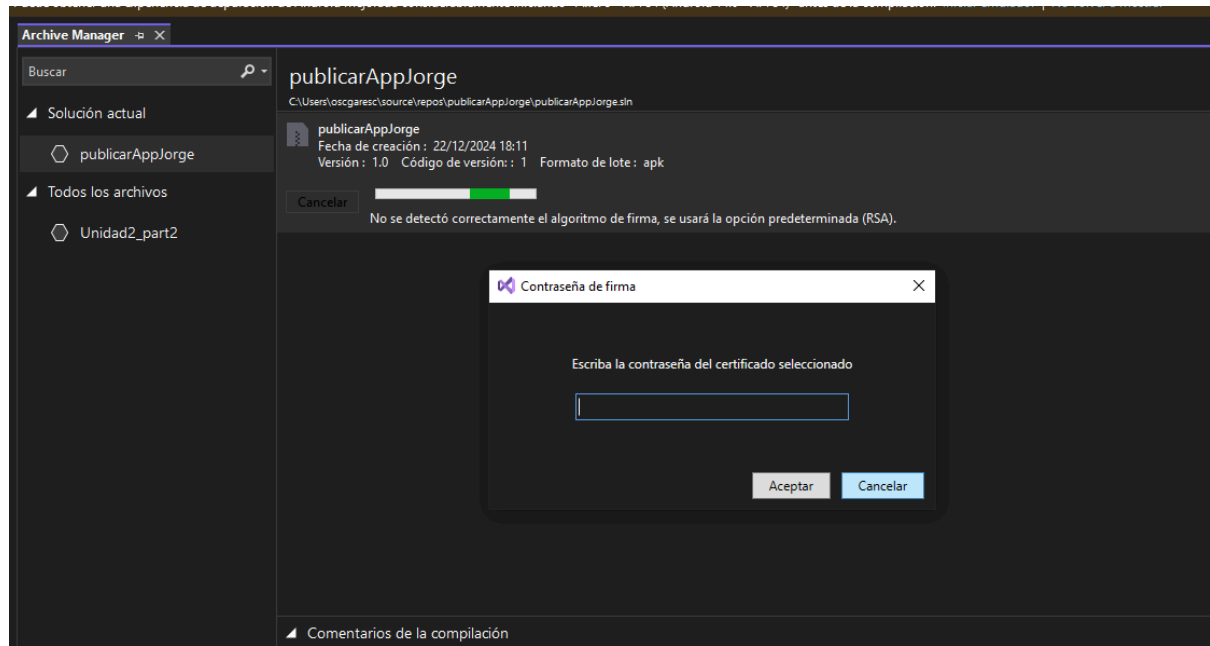 Archive Manager
Buscar
Solución actual
publicarAppJorge
Todos los archivos
Unidad2_part2
publicarAppJorge
C:\Users\oscgaresc\source\repos\publicarAppJorge\publicarAppJorge.sln
publicarAppJorge
Fecha de creación : 22/12/2024 18:11
Versión : 1.0 Código de versión: : 1 Formato de lote : apk
Cancelar
No se detectó correctamente el algoritmo de firma, se usará la opción predeterminada (RSA).
Contraseña de firma
Escriba la contraseña del certificado seleccionado
Aceptar Cancelar
Comentarios de la compilación